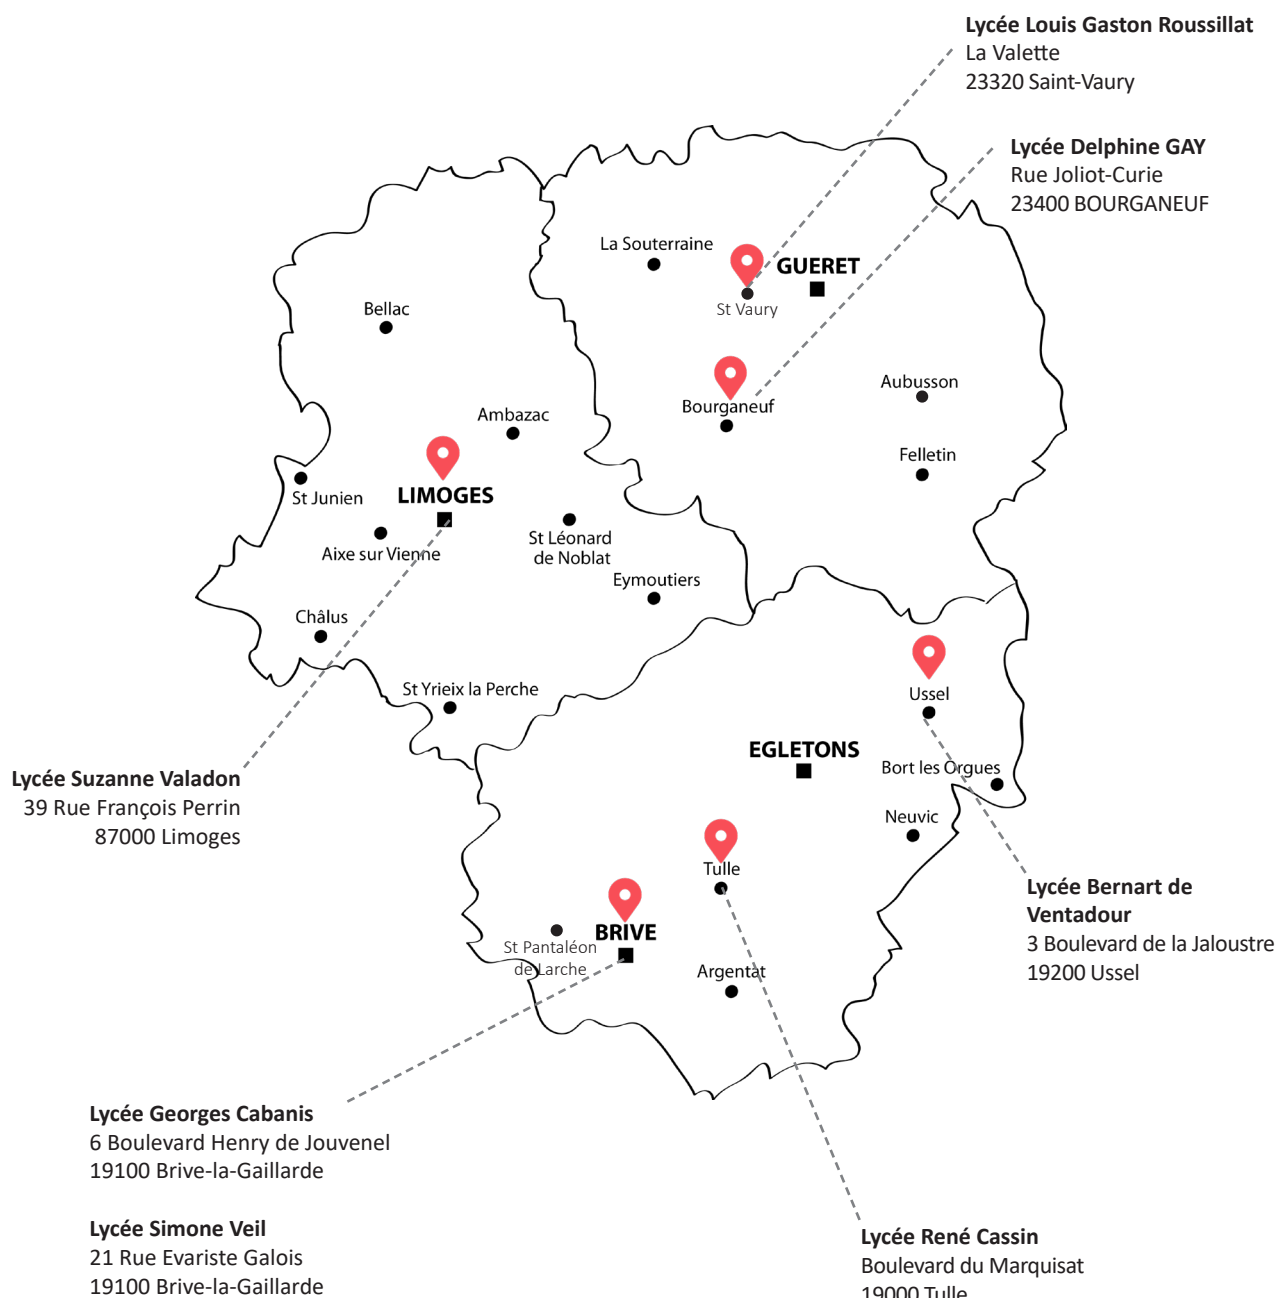 Lycée Louis Gaston Roussillat
La Valette
23320 Saint-Vaury
Lycée Delphine GAY
Rue Joliot-Curie
23400 BOURGANEUF
La Souterraine
GUERET
St Vaury
Bellac
Aubusson
Bourganeuf
Ambazac
Felletin
LIMOGES
St Junien
St Léonard
de Noblat
Aixe sur Vienne
Eymoutiers
Châlus
St Yrieix la Perche
Ussel
EGLETONS
Bort les Orgues
Neuvic
Lycée Suzanne Valadon
39 Rue François Perrin
87000 Limoges
Tulle
BRIVE
St Pantaléon
de Larche
Argentat
Lycée Bernart de
Ventadour
3 Boulevard de la Jaloustre
19200 Ussel
Lycée Georges Cabanis
6 Boulevard Henry de Jouvenel
19100 Brive-la-Gaillarde
Lycée Simone Veil
21 Rue Evariste Galois
19100 Brive-la-Gaillarde
Lycée René Cassin
Boulevard du Marquisat
19000 Tulle